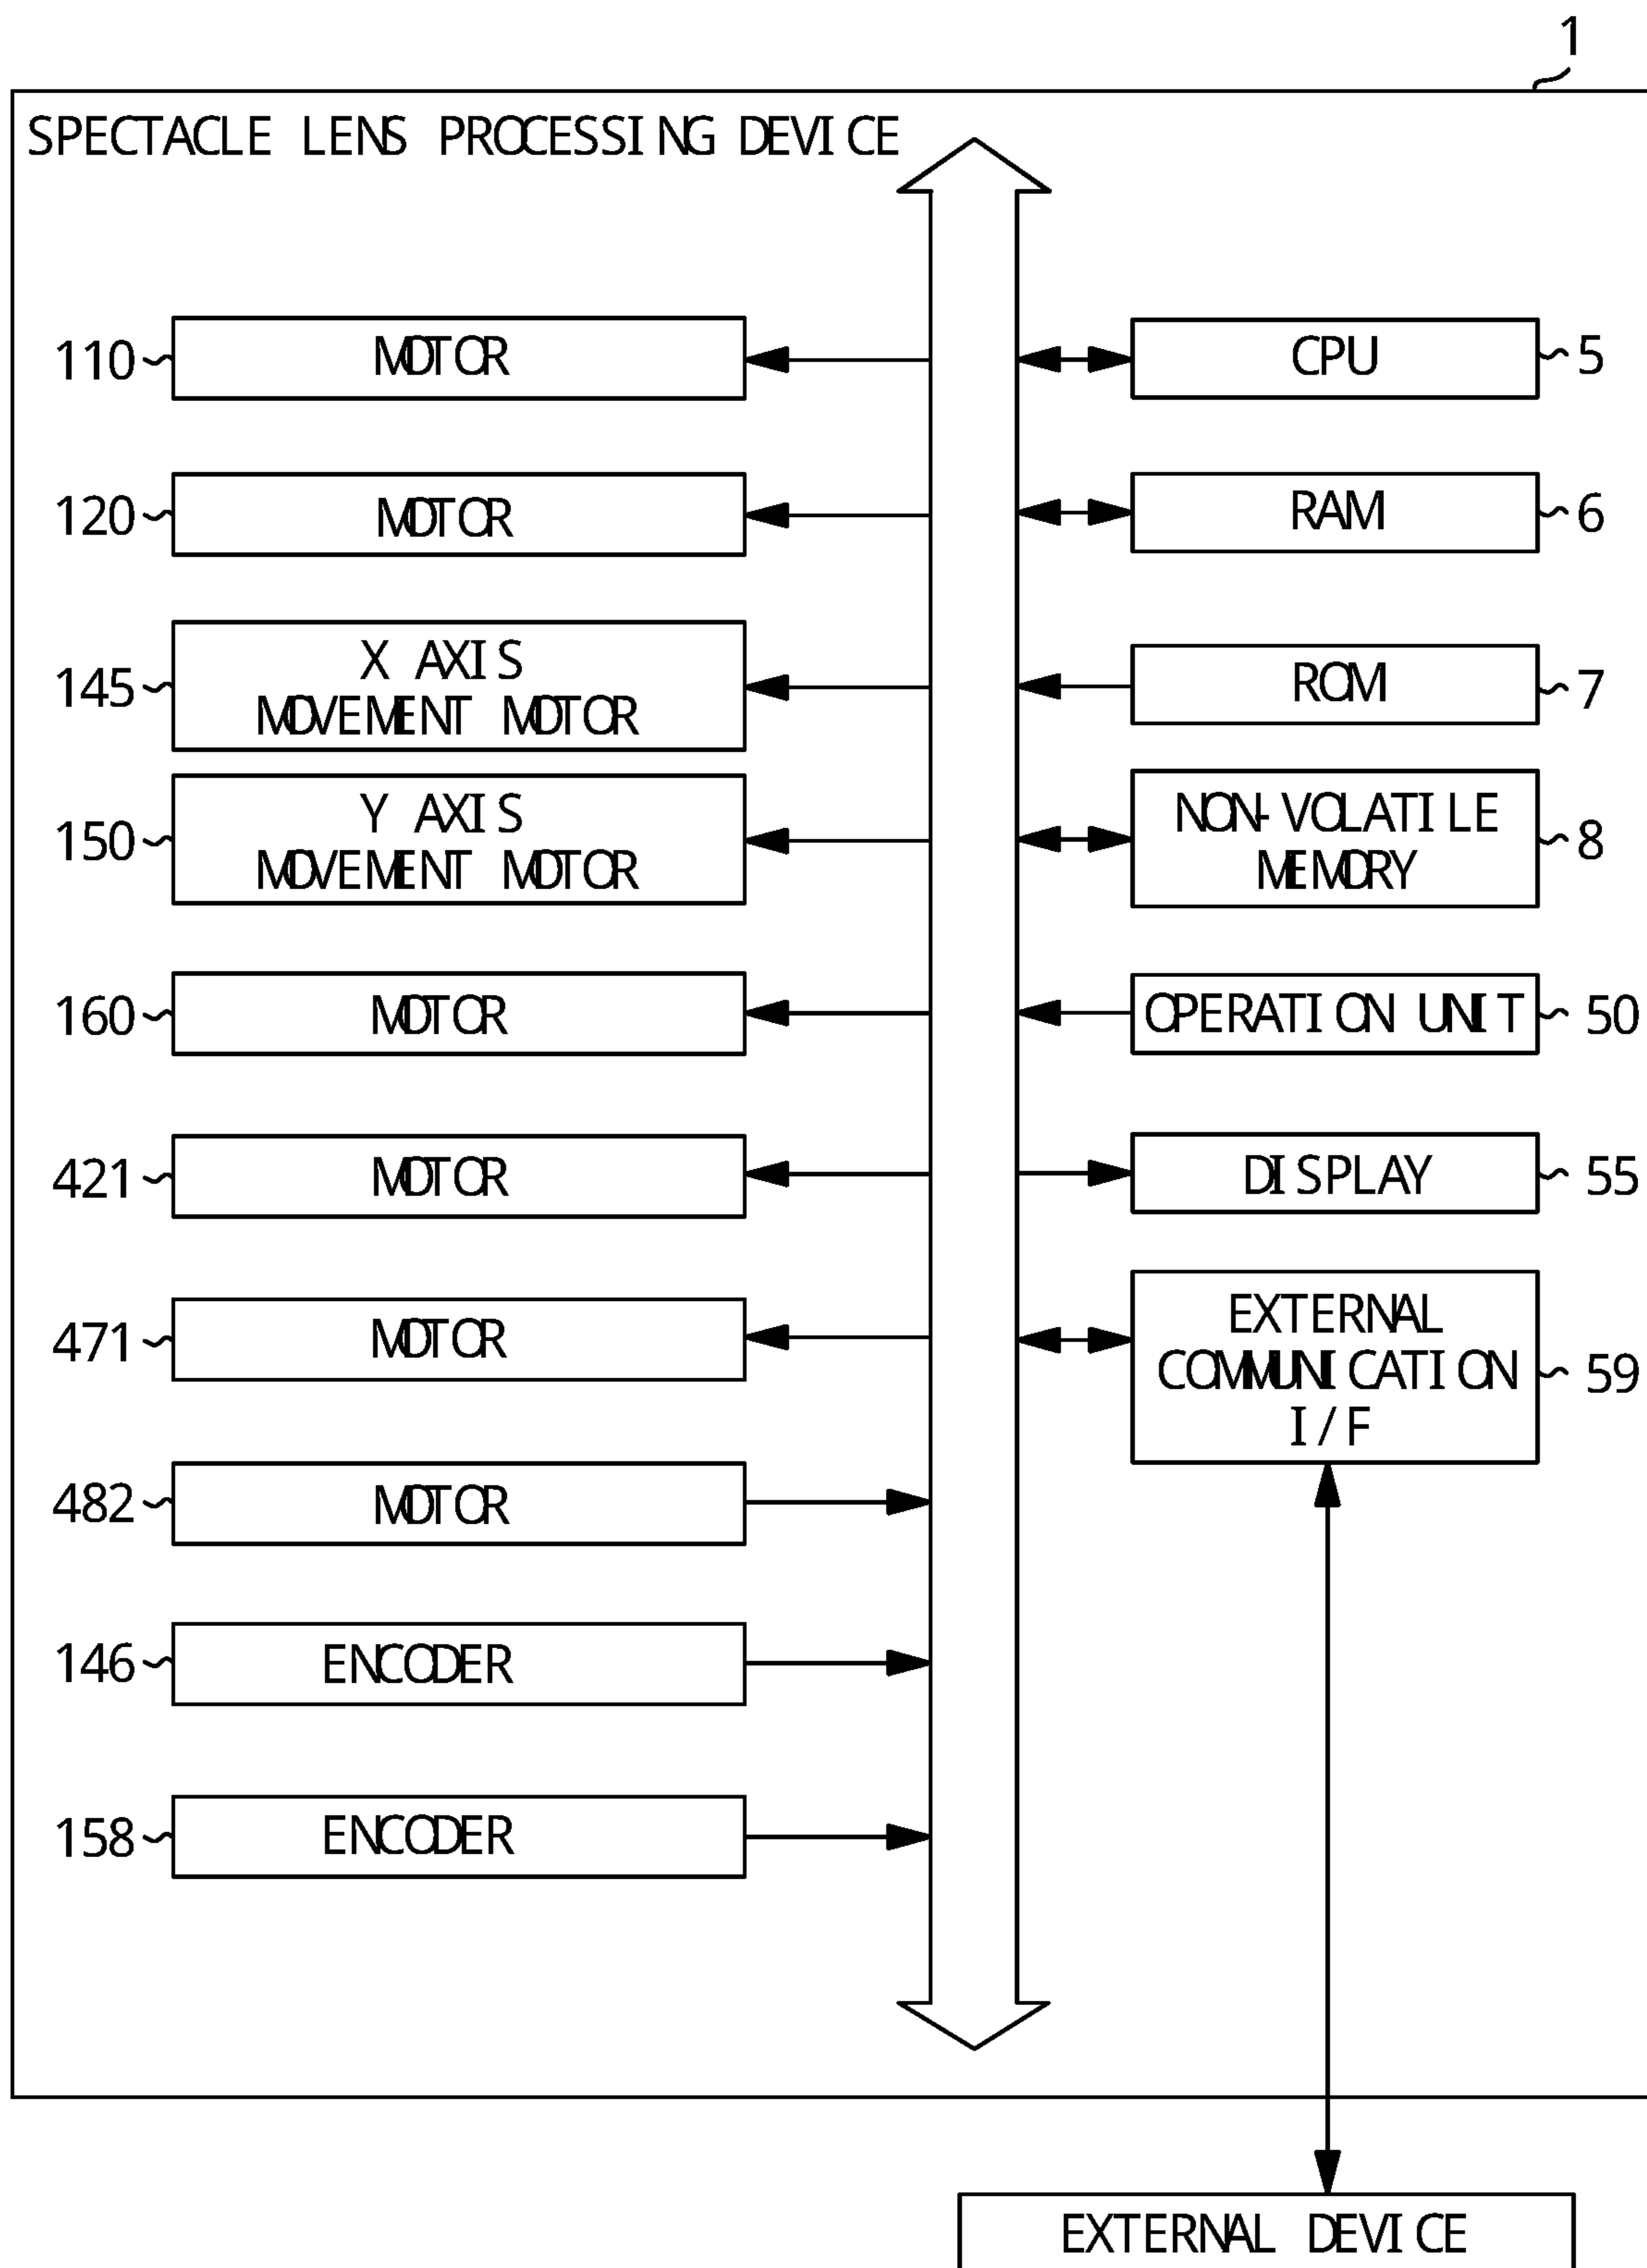 1
SPECTACLE LENS PROCESSING DEVICE
110 MOTOR
CPU 5
120 MOTOR
RAM 6
145 X AXIS
MOVEMENT MOTOR
ROM 7
150 Y AXIS
MOVEMENT MOTOR
NON-VOLATILE
MEMORY 8
160 MOTOR
OPERATION UNIT 50
421 MOTOR
DISPLAY 55
471 MOTOR
EXTERNAL
COMMUNICATION
I/F 59
482 MOTOR
146 ENCODER
158 ENCODER
EXTERNAL DEVICE